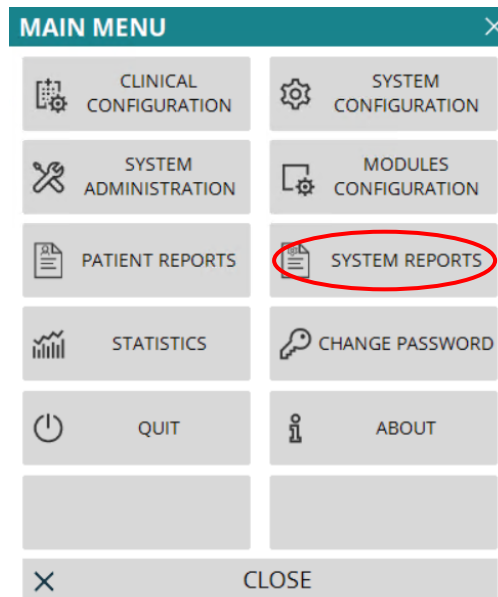 MAIN MENU
CLINICAL
CONFIGURATION
SYSTEM
CONFIGURATION
SYSTEM
ADMINISTRATION
MODULES
CONFIGURATION
PATIENT REPORTS
SYSTEM REPORTS
STATISTICS
CHANGE PASSWORD
QUIT
ABOUT
CLOSE